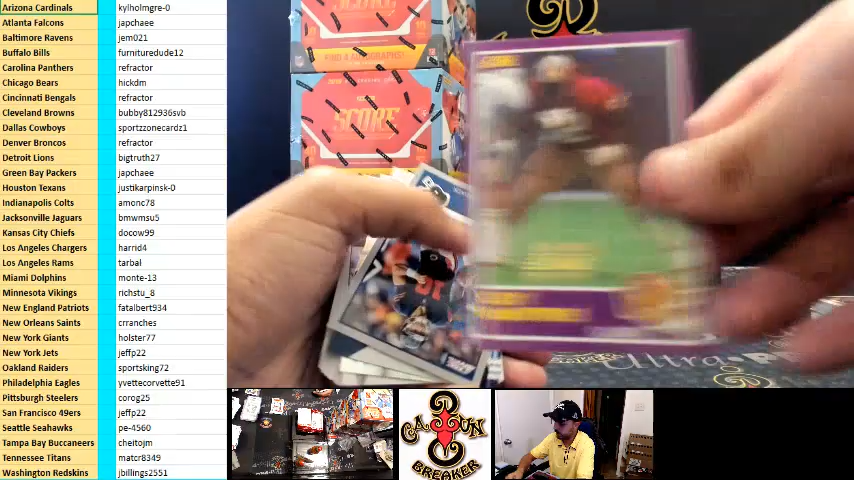 Arizona Cardinals kylholmgre-0
Atlanta Falcons japchaee
Baltimore Ravens jem021
Buffalo Bills furnituredude12
Carolina Panthers refractor
Chicago Bears hickdm
Cincinnati Bengals refractor
Cleveland Browns bubby812936svb
Dallas Cowboys sportzzonecardz1
Denver Broncos refractor
Detroit Lions bigtruth27
Green Bay Packers japchaee
Houston Texans justikarpinsk-0
Indianapolis Colts amonc78
Jacksonville Jaguars bmwmsu5
Kansas City Chiefs docow99
Los Angeles Chargers harrid4
Los Angeles Rams tarbal
Miami Dolphins monte-13
Minnesota Vikings richstu_8
New England Patriots fatalbert934
New Orleans Saints crranches
New York Giants holster77
New York Jets jeffp22
Oakland Raiders sportsking72
Philadelphia Eagles yvettecorvette91
Pittsburgh Steelers corog25
San Francisco 49ers jeffp22
Seattle Seahawks pe-4560
Tampa Bay Buccaneers cheitojm
Tennessee Titans matcr8349
Washington Redskins jbillings2551
FIND 4 AUTOGRAPHS
SCORE
Ultra-PR
CAJUN
BREAKER